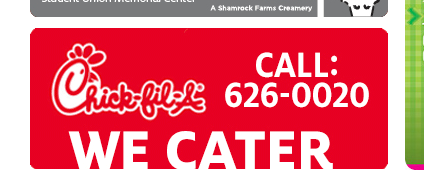 Student Union Memorial Center
A Shamrock Farms Creamery
Chick-fil-A
CALL:
626-0020
WE CATER